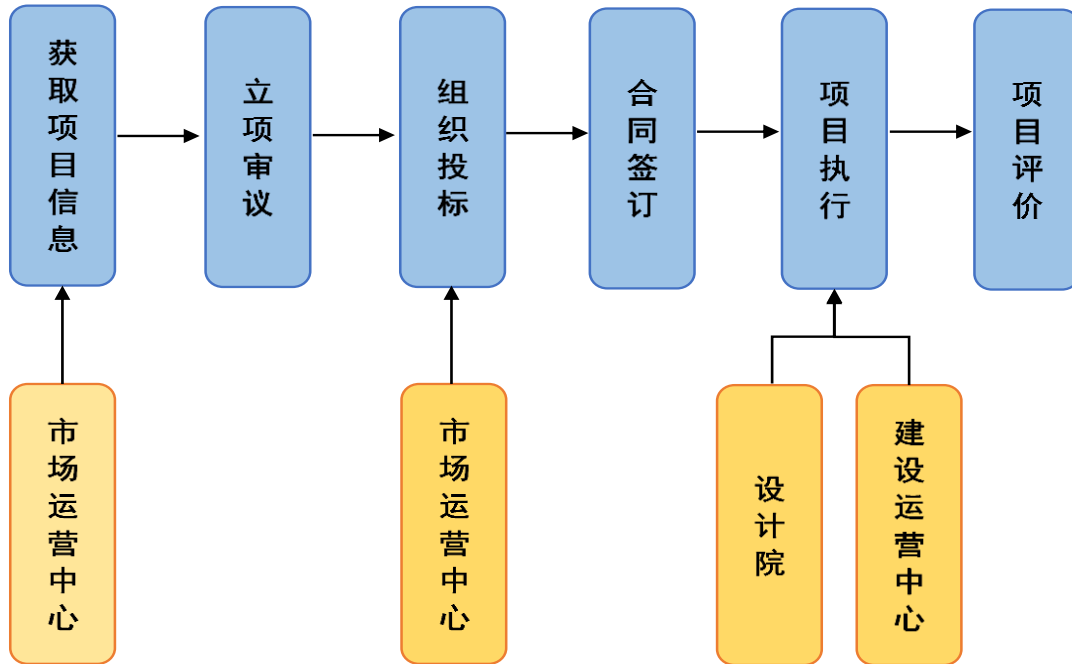 获取项目信息
立项审议
组织投标
合同签订
项目执行
项目评价
市场运营中心
市场运营中心
设计院
建设运营中心